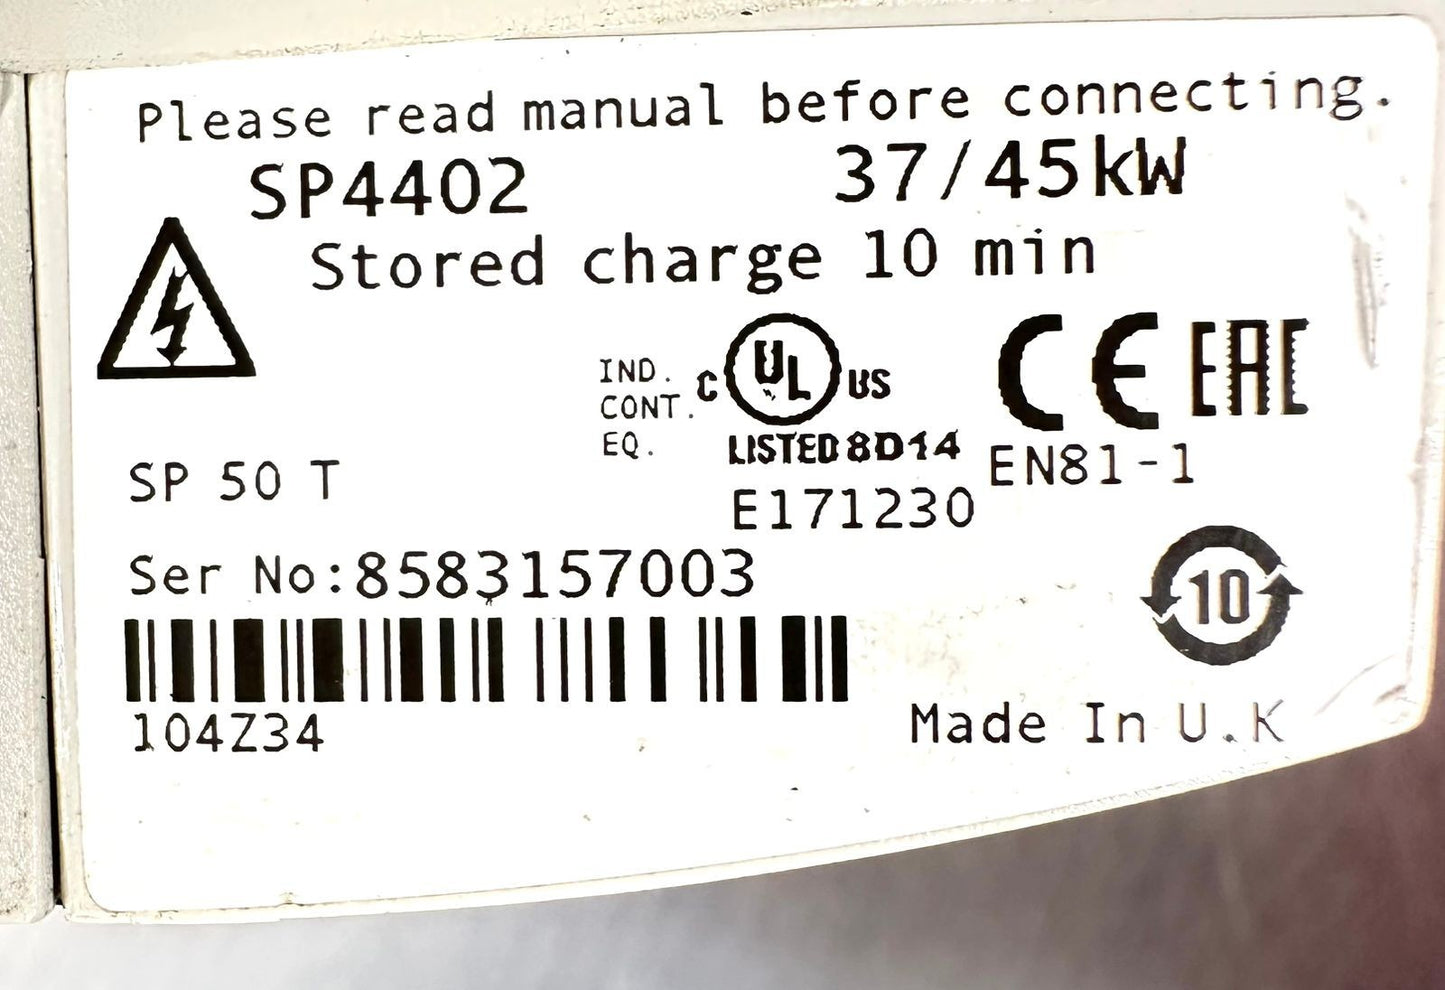 Please read manual before connecting.
SP4402 37/45kW
Stored charge 10 min
IND.
CONT.
EQ.
C UL US
LISTED 8D14
E171230
CE EAC
EN81-1
SP 50 T
Ser No:8583157003
10
104Z34
Made In U.K